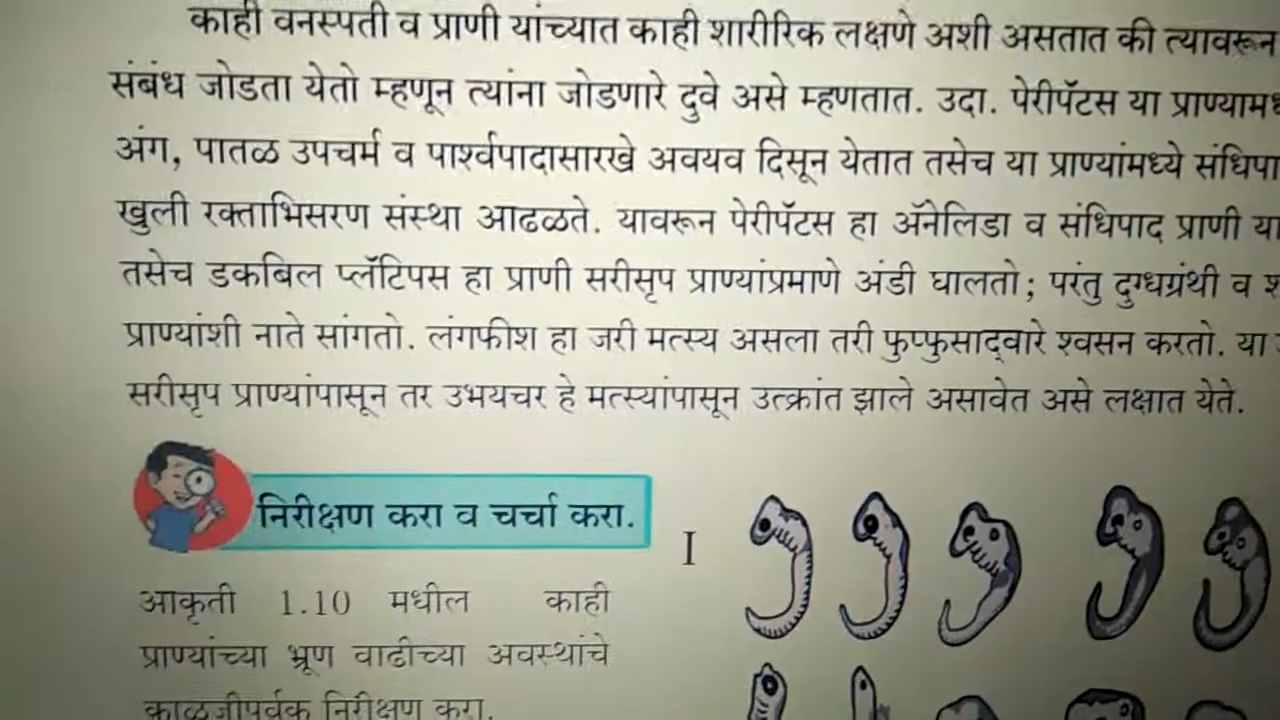 काही वनस्पती व प्राणी यांच्यात काही शारीरिक लक्षणे अशी असतात की त्यावरून
संबंध जोडता येतो म्हणून त्यांना जोडणारे दुवे असे म्हणतात. उदा. पेरीपॅटस या
अंग, पातळ उपचर्म व पार्श्वपादासारखे अवयव दिसून येतात तसेच या प्राण्यांमध्ये
खुली रक्ताभिसरण संस्था आढळते. यावरून पेरीपॅटस हा ॲनेलिडा व संधिपाद प्राणी
तसेच डकबिल प्लॅटिपस हा प्राणी सरीसृप प्राण्यांप्रमाणे अंडी घालतो; परंतु दुग्धग्रंथी व
प्राण्यांशी नाते सांगतो. लंगफीश हा जरी मत्स्य असला तरी फुप्फुसाद्वारे श्वसन करतो. या
सरीसृप प्राण्यांपासून तर उभयचर हे मत्स्यांपासून उत्क्रांत झाले असावेत असे लक्षात येते.
निरीक्षण करा व चर्चा करा.
I
आकृती 1.10 मधील काही
प्राण्यांच्या भ्रूण वाढीच्या अवस्थांचे
काळजीपूर्वक निरीक्षण करा.